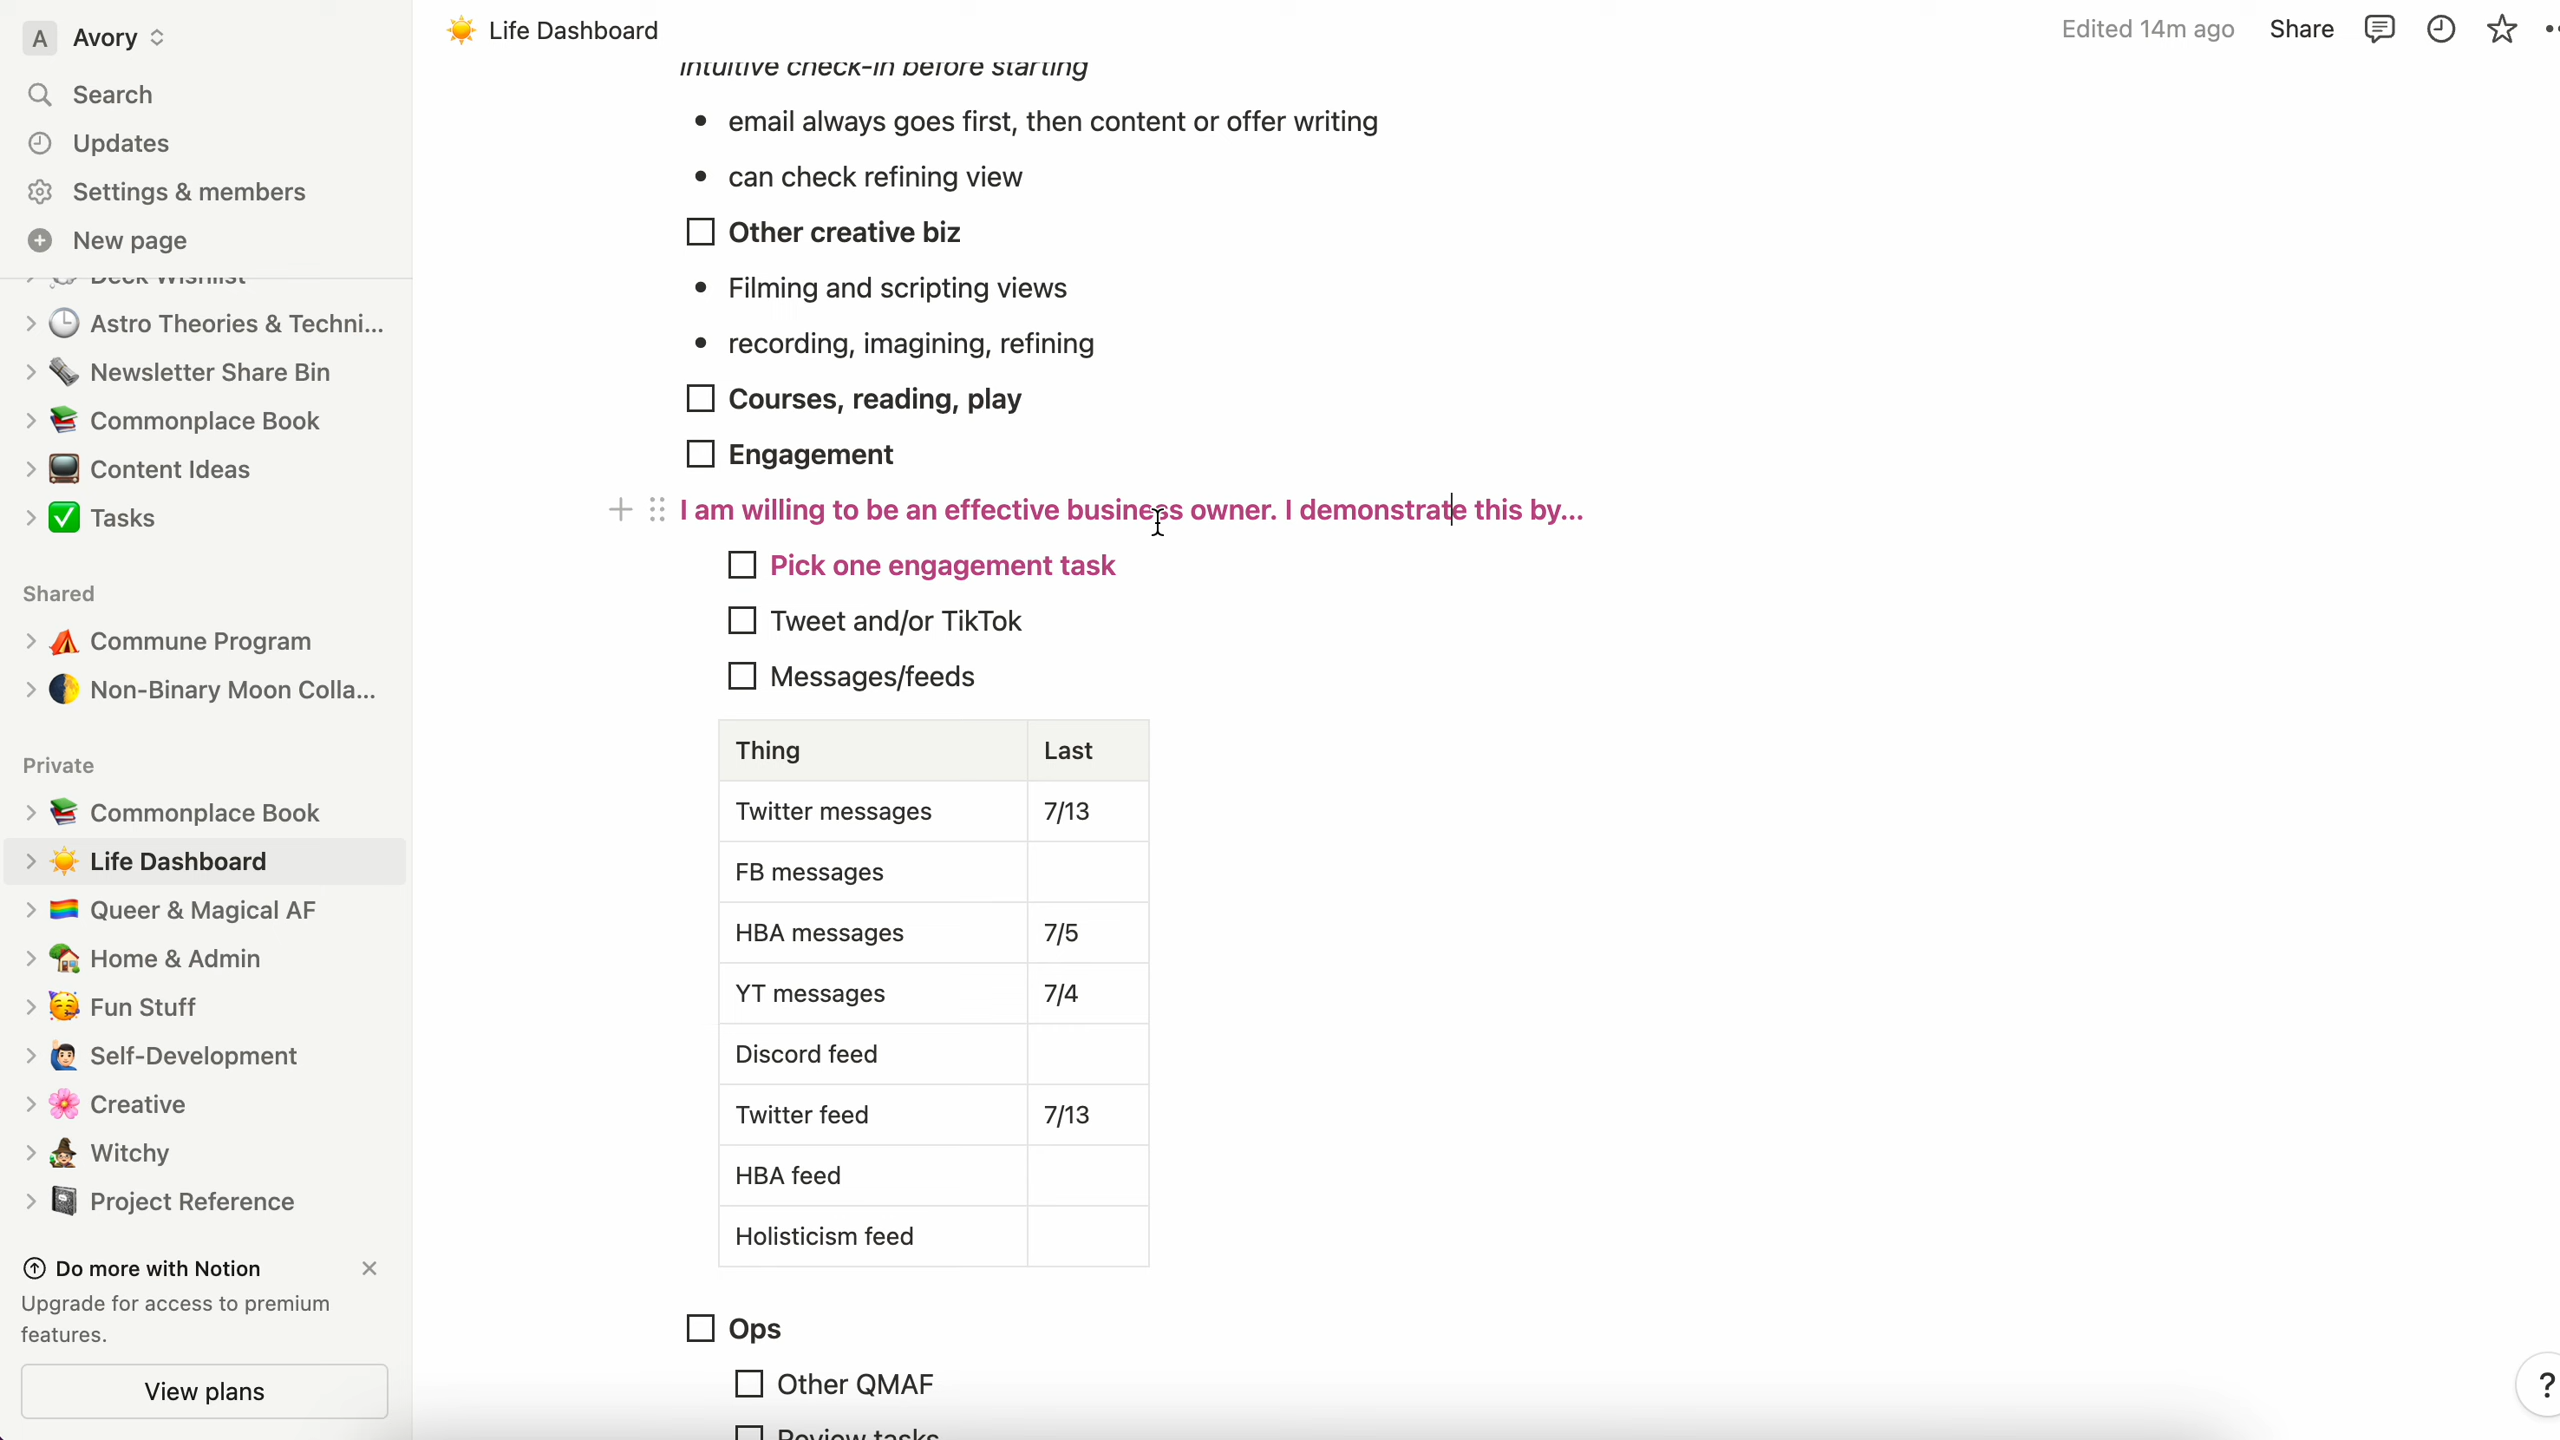 A Avory
Search
Updates
Settings & members
New page
Deck Wishlist
Astro Theories & Techni...
Newsletter Share Bin
Commonplace Book
Content Ideas
Tasks
Shared
Commune Program
Non-Binary Moon Colla...
Private
Commonplace Book
Life Dashboard
Queer & Magical AF
Home & Admin
Fun Stuff
Self-Development
Creative
Witchy
Project Reference
Do more with Notion
Upgrade for access to premium
features.
View plans
Life Dashboard
Edited 14m ago Share
intuitive check-in before starting
• email always goes first, then content or offer writing
• can check refining view
Other creative biz
• Filming and scripting views
• recording, imagining, refining
Courses, reading, play
Engagement
I am willing to be an effective business owner. I demonstrate this by...
Pick one engagement task
Tweet and/or TikTok
Messages/feeds
Thing Last
Twitter messages 7/13
FB messages
HBA messages 7/5
YT messages 7/4
Discord feed
Twitter feed 7/13
HBA feed
Holisticism feed
Ops
Other QMAF
Review tasks
?